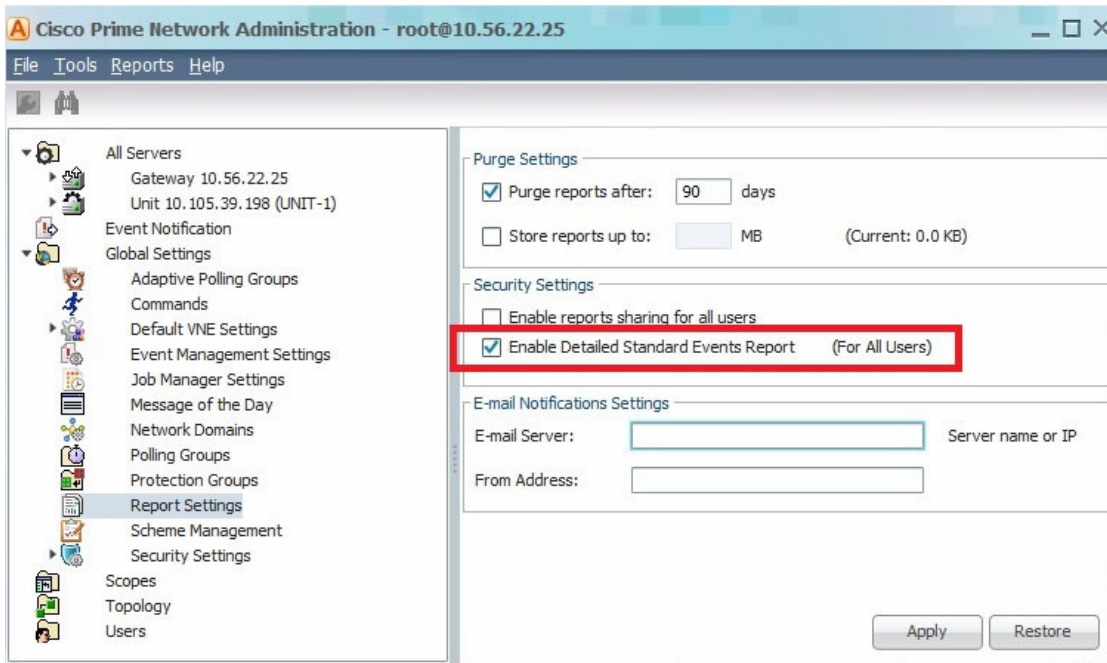 Cisco Prime Network Administration - root@10.56.22.25
File Tools Reports Help
All Servers
Gateway 10.56.22.25
Unit 10.105.39.198 (UNIT-1)
Event Notification
Global Settings
Adaptive Polling Groups
Commands
Default VNE Settings
Event Management Settings
Job Manager Settings
Message of the Day
Network Domains
Polling Groups
Protection Groups
Report Settings
Scheme Management
Security Settings
Scopes
Topology
Users
Purge Settings
Purge reports after: 90 days
Store reports up to: MB (Current: 0.0 KB)
Security Settings
Enable reports sharing for all users
Enable Detailed Standard Events Report (For All Users)
E-mail Notifications Settings
E-mail Server: Server name or IP
From Address:
Apply Restore